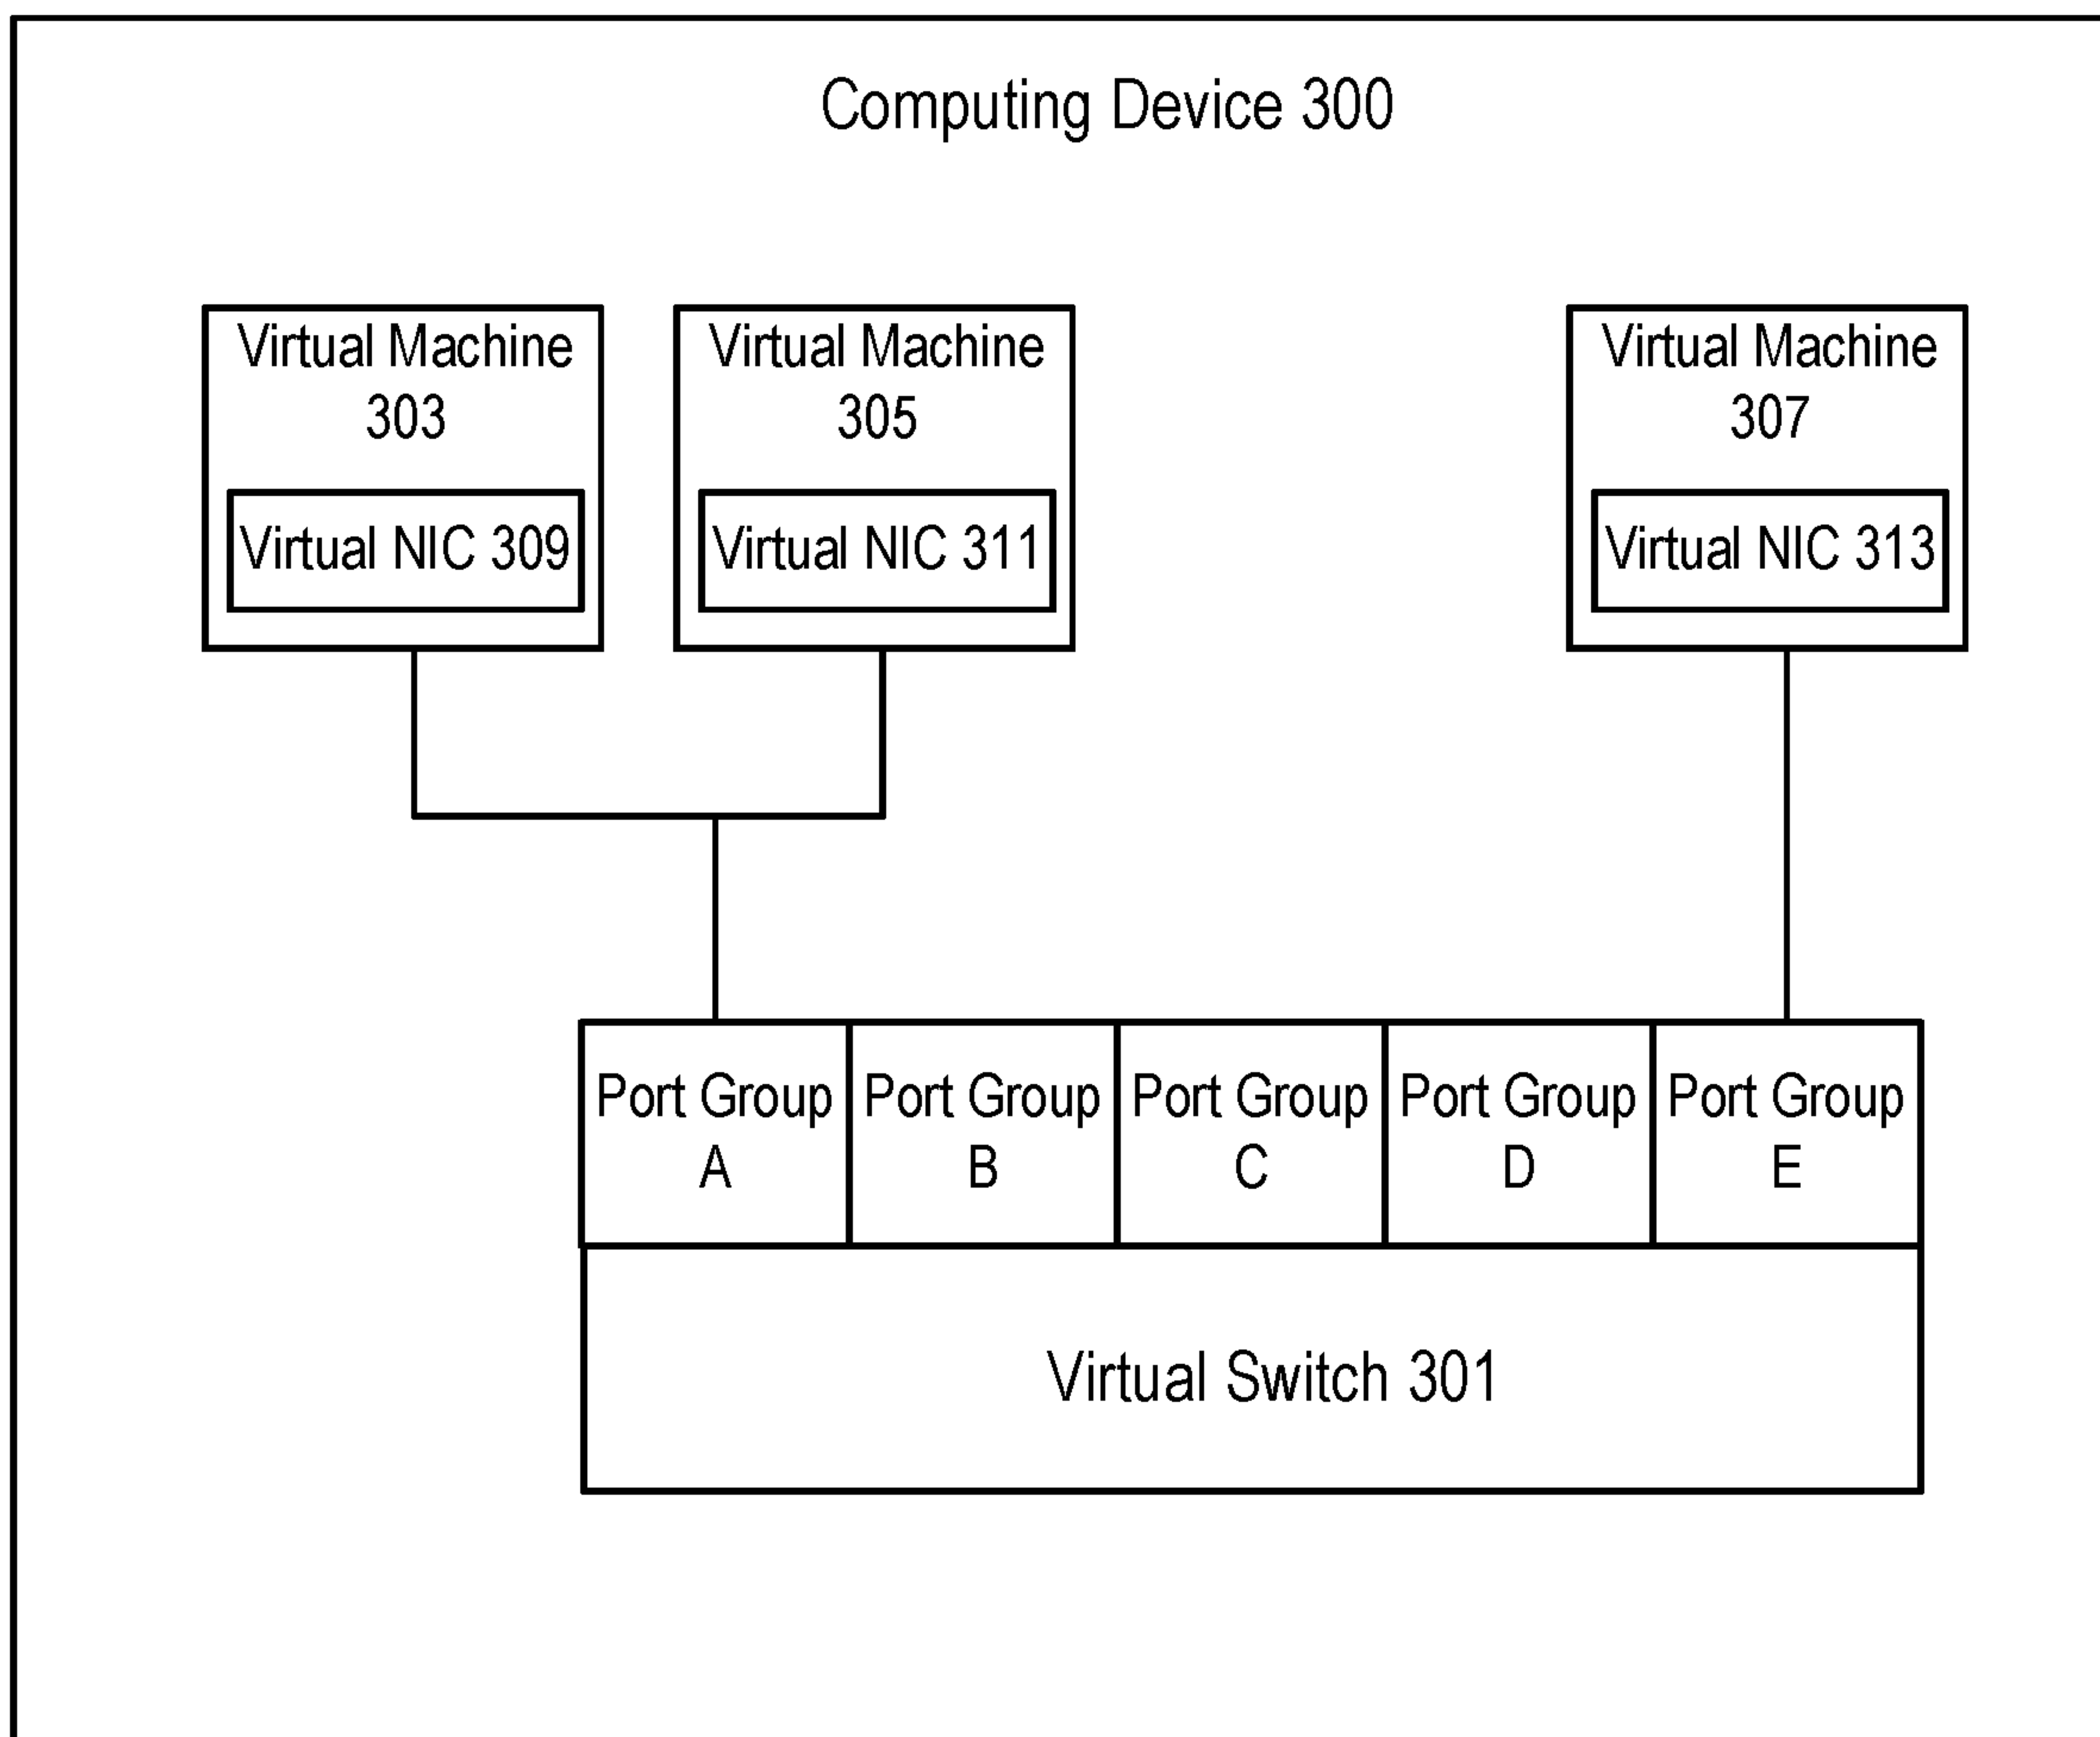 Computing Device 300
Virtual Machine
303
Virtual NIC 309
Virtual Machine
305
Virtual NIC 311
Virtual Machine
307
Virtual NIC 313
Port Group
A
Port Group
B
Port Group
C
Port Group
D
Port Group
E
Virtual Switch 301